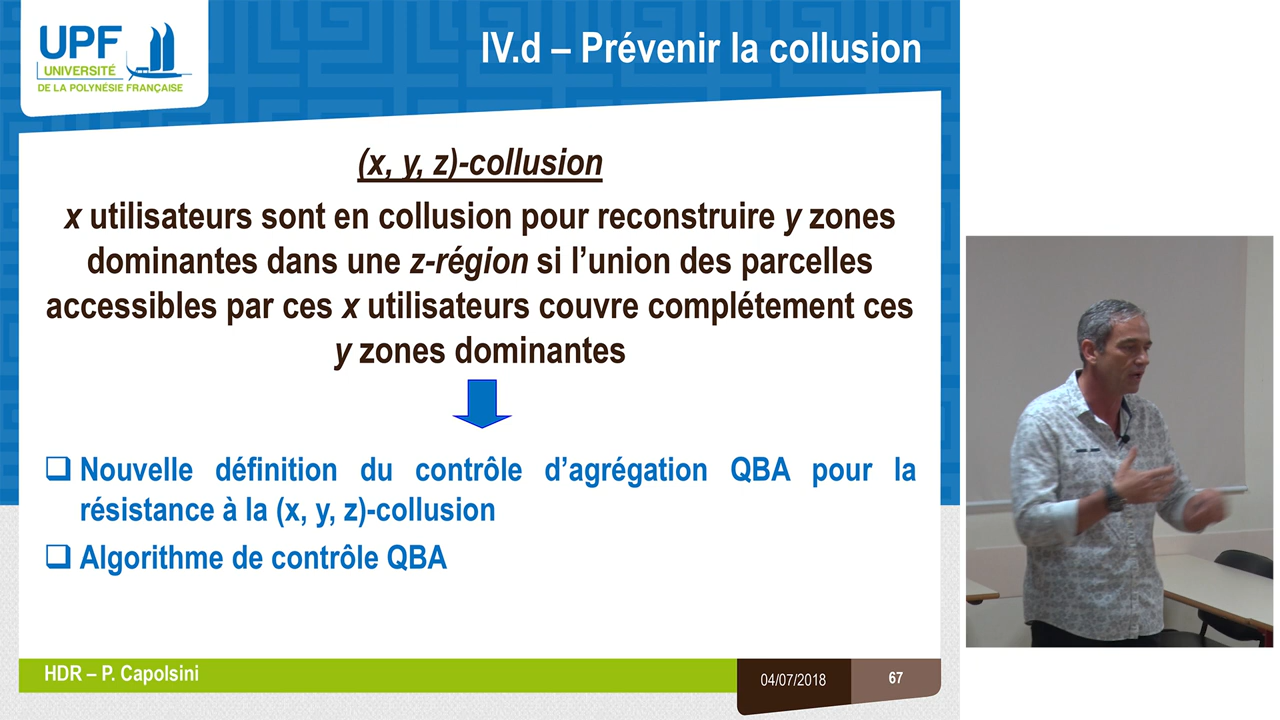 UPF
UNIVERSITÉ
DE LA POLYNÉSIE FRANÇAISE
IV.d – Prévenir la collusion
(x, y, z)-collusion
x utilisateurs sont en collusion pour reconstruire y zones
dominantes dans une z-région si l’union des parcelles
accessibles par ces x utilisateurs couvre complétement ces
y zones dominantes
❑ Nouvelle définition du contrôle d’agrégation QBA pour la
résistance à la (x, y, z)-collusion
❑ Algorithme de contrôle QBA
HDR – P. Capolsini
04/07/2018
67